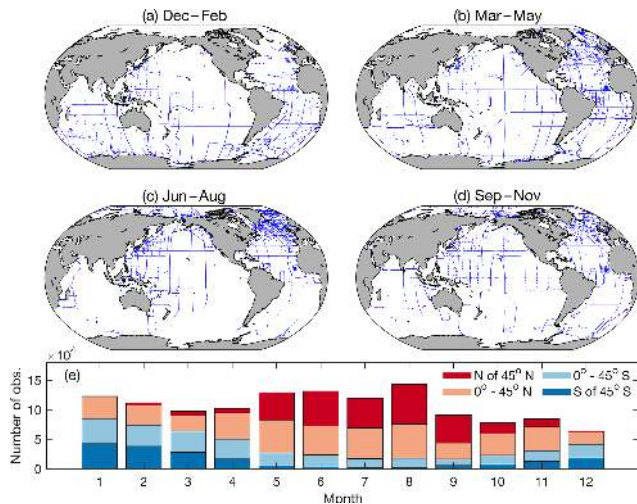 (a) Dec-Feb
(b) Mar-May
(c) Jun-Aug
(d) Sep-Nov
(e)
N of 45° N
0° - 45° S
0° - 45° N
S of 45° S
Number of obs.
15
10
5
0
1 2 3 4 5 6 7 8 9 10 11 12
Month